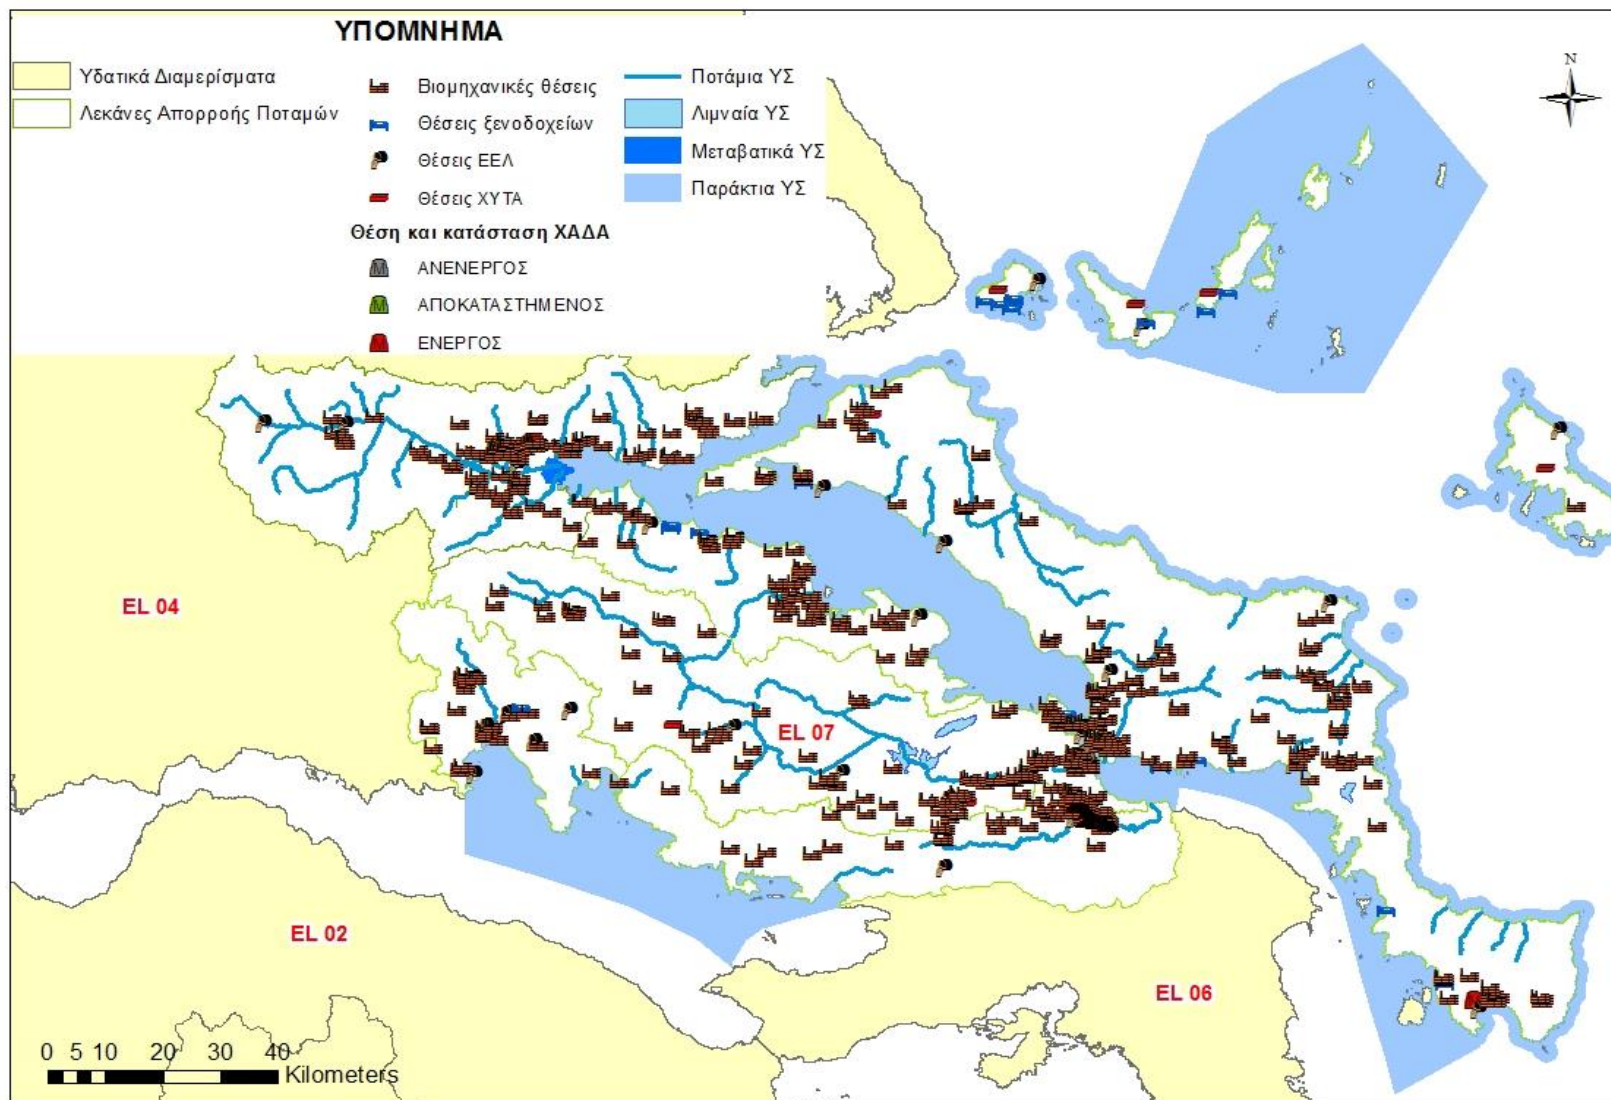 ΥΠΟΜΝΗΜΑ
Υδατικά Διαμερίσματα
Λεκάνες Απορροής Ποταμών
Βιομηχανικές θέσεις
Θέσεις ξενοδοχείων
Θέσεις ΕΕΛ
Θέσεις ΧΥΤΑ
Θέση και κατάσταση ΧΑΔΑ
ΑΝΕΝΕΡΓΟΣ
ΑΠΟΚΑΤΑΣΤΗΜΕΝΟΣ
ΕΝΕΡΓΟΣ
Ποτάμια ΥΣ
Λιμναία ΥΣ
Μεταβατικά ΥΣ
Παράκτια ΥΣ
N
EL 04
EL 07
EL 02
EL 06
0 5 10 20 30 40
Kilometers